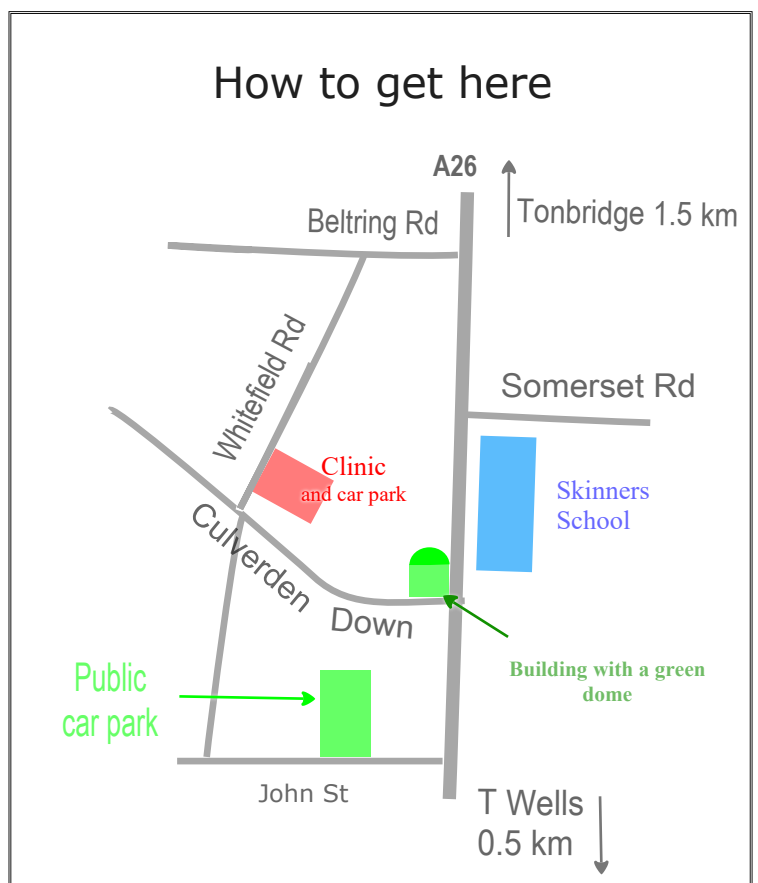 How to get here
A26
Tonbridge 1.5 km
Beltring Rd
Whitefield Rd
Somerset Rd
Clinic
and car park
Skinners
School
Culverden
Down
Building with a green
dome
Public
car park
John St
T Wells
0.5 km